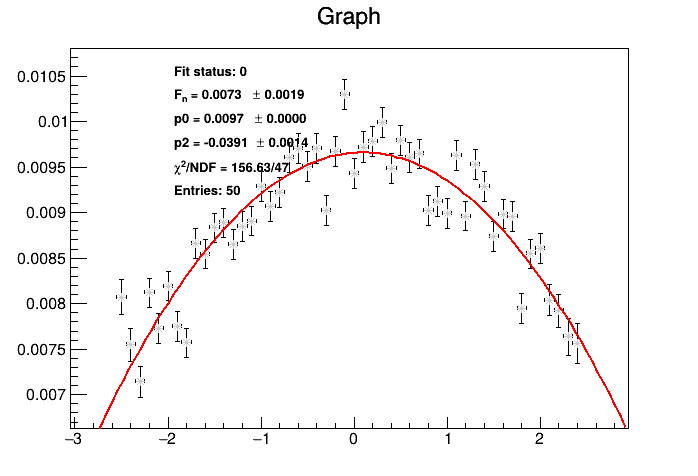 Graph
Fit status: 0
Fn = 0.0073 ± 0.0019
p0 = 0.0097 ± 0.0000
p2 = -0.0391 ± 0.0014
χ²/NDF = 156.63/47
Entries: 50
0.0105
0.01
0.0095
0.009
0.0085
0.008
0.0075
0.007
−3 −2 −1 0 1 2